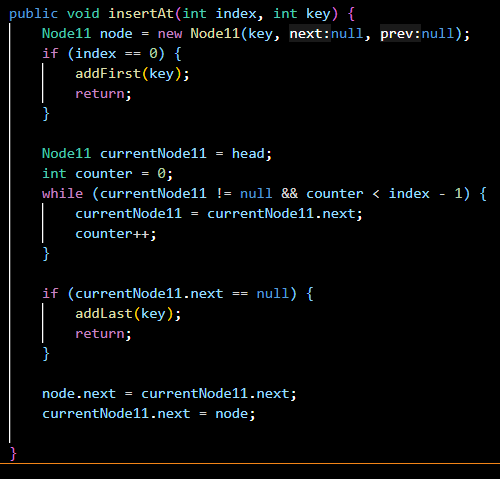 public void insertAt(int index, int key) {
Node11 node = new Node11(key, next:null, prev:null);
if (index == 0) {
addFirst(key);
return;
}
Node11 currentNode11 = head;
int counter = 0;
while (currentNode11 != null && counter < index - 1) {
currentNode11 = currentNode11.next;
counter++;
}
if (currentNode11.next == null) {
addLast(key);
return;
}
node.next = currentNode11.next;
currentNode11.next = node;
}